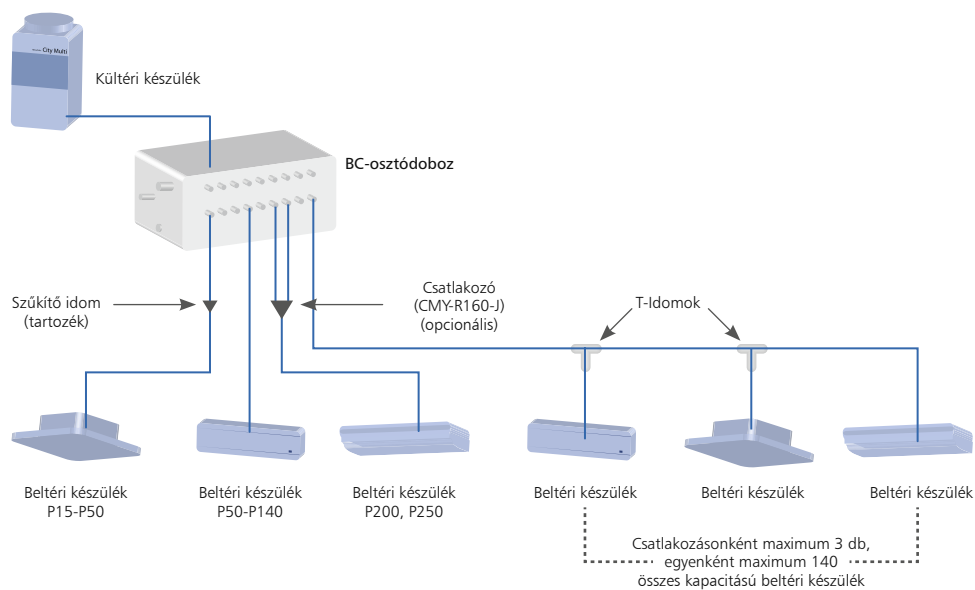 City Multi
Kültéri készülék
BC-osztódoboz
Szűkítő idom
(tartozék)
Csatlakozó
(CMY-R160-J)
(opcionális)
T-Idomok
Beltéri készülék
P15-P50
Beltéri készülék
P50-P140
Beltéri készülék
P200, P250
Beltéri készülék
Beltéri készülék
Beltéri készülék
Csatlakozásonként maximum 3 db,
egyenként maximum 140
összes kapacitású beltéri készülék